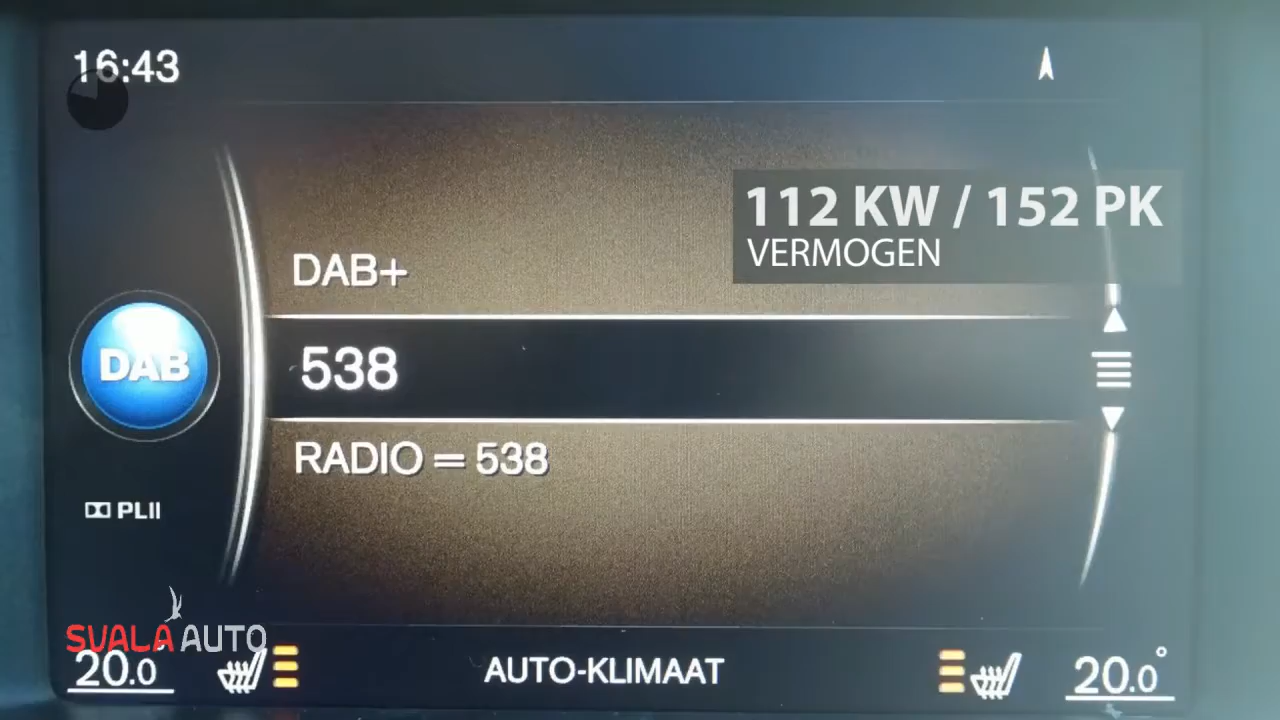 16:43
112 KW / 152 PK
VERMOGEN
DAB+
DAB
538
RADIO = 538
PLII
SVALA AUTO
20.0°
AUTO-KLIMAAT
20.0°